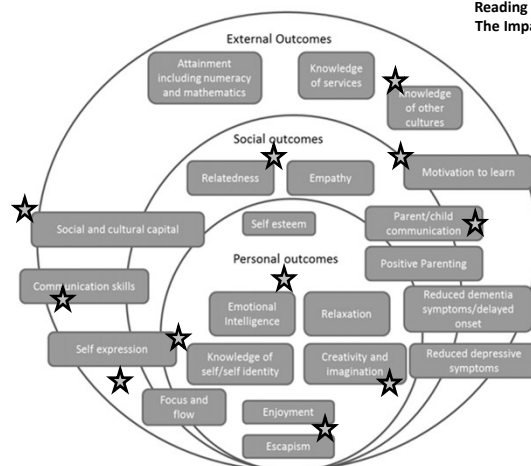 Reading
The Impa
External Outcomes
Attainment
including numeracy
and mathematics
Knowledge
of services
Knowledge
of other
cultures
Social outcomes
Relatedness
Empathy
Motivation to learn
Self esteem
Parent/child
communication
Social and cultural capital
Personal outcomes
Positive Parenting
Communication skills
Emotional
Intelligence
Relaxation
Reduced dementia
symptoms/delayed
onset
Self expression
Knowledge of
self/self identity
Creativity and
imagination
Reduced depressive
symptoms
Focus and
flow
Enjoyment
Escapism